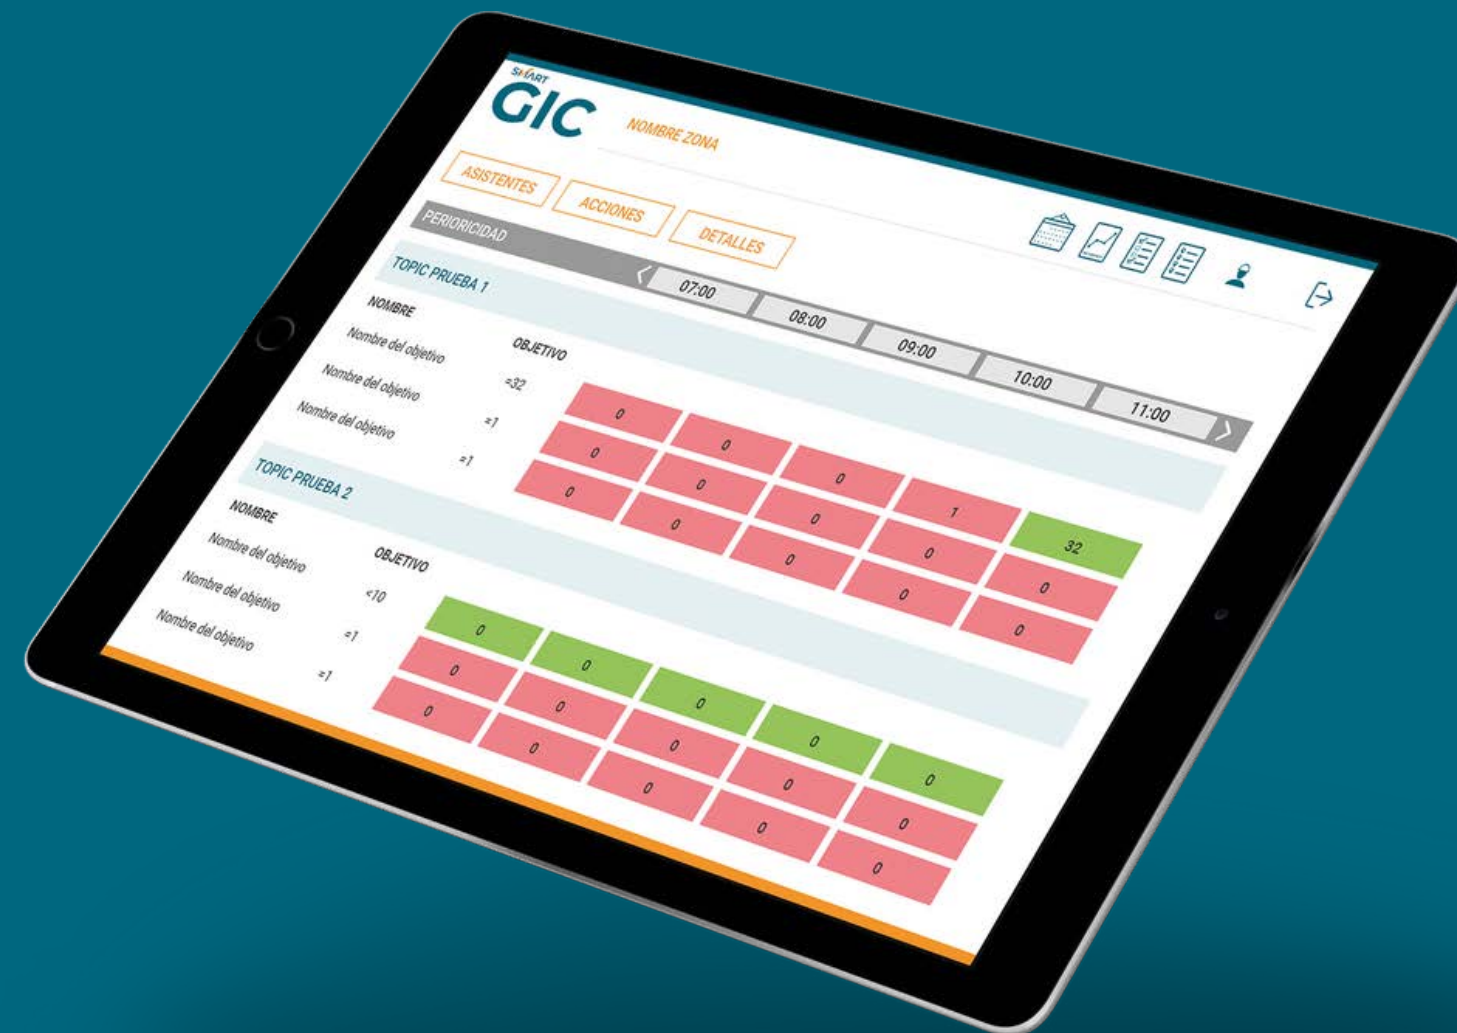 SMART
GIC
NOMBRE ZONA
ASISTENTES ACCIONES DETALLES
PERIORICIDAD 07:00 08:00 09:00 10:00 11:00
TOPIC PRUEBA 1
NOMBRE OBJETIVO
Nombre del objetivo =32 0 0 0 1 32
Nombre del objetivo =1 0 0 0 0 0
Nombre del objetivo =1 0 0 0 0 0
TOPIC PRUEBA 2
NOMBRE OBJETIVO
Nombre del objetivo <10 0 0 0 0 0
Nombre del objetivo =1 0 0 0 0 0
Nombre del objetivo =1 0 0 0 0 0